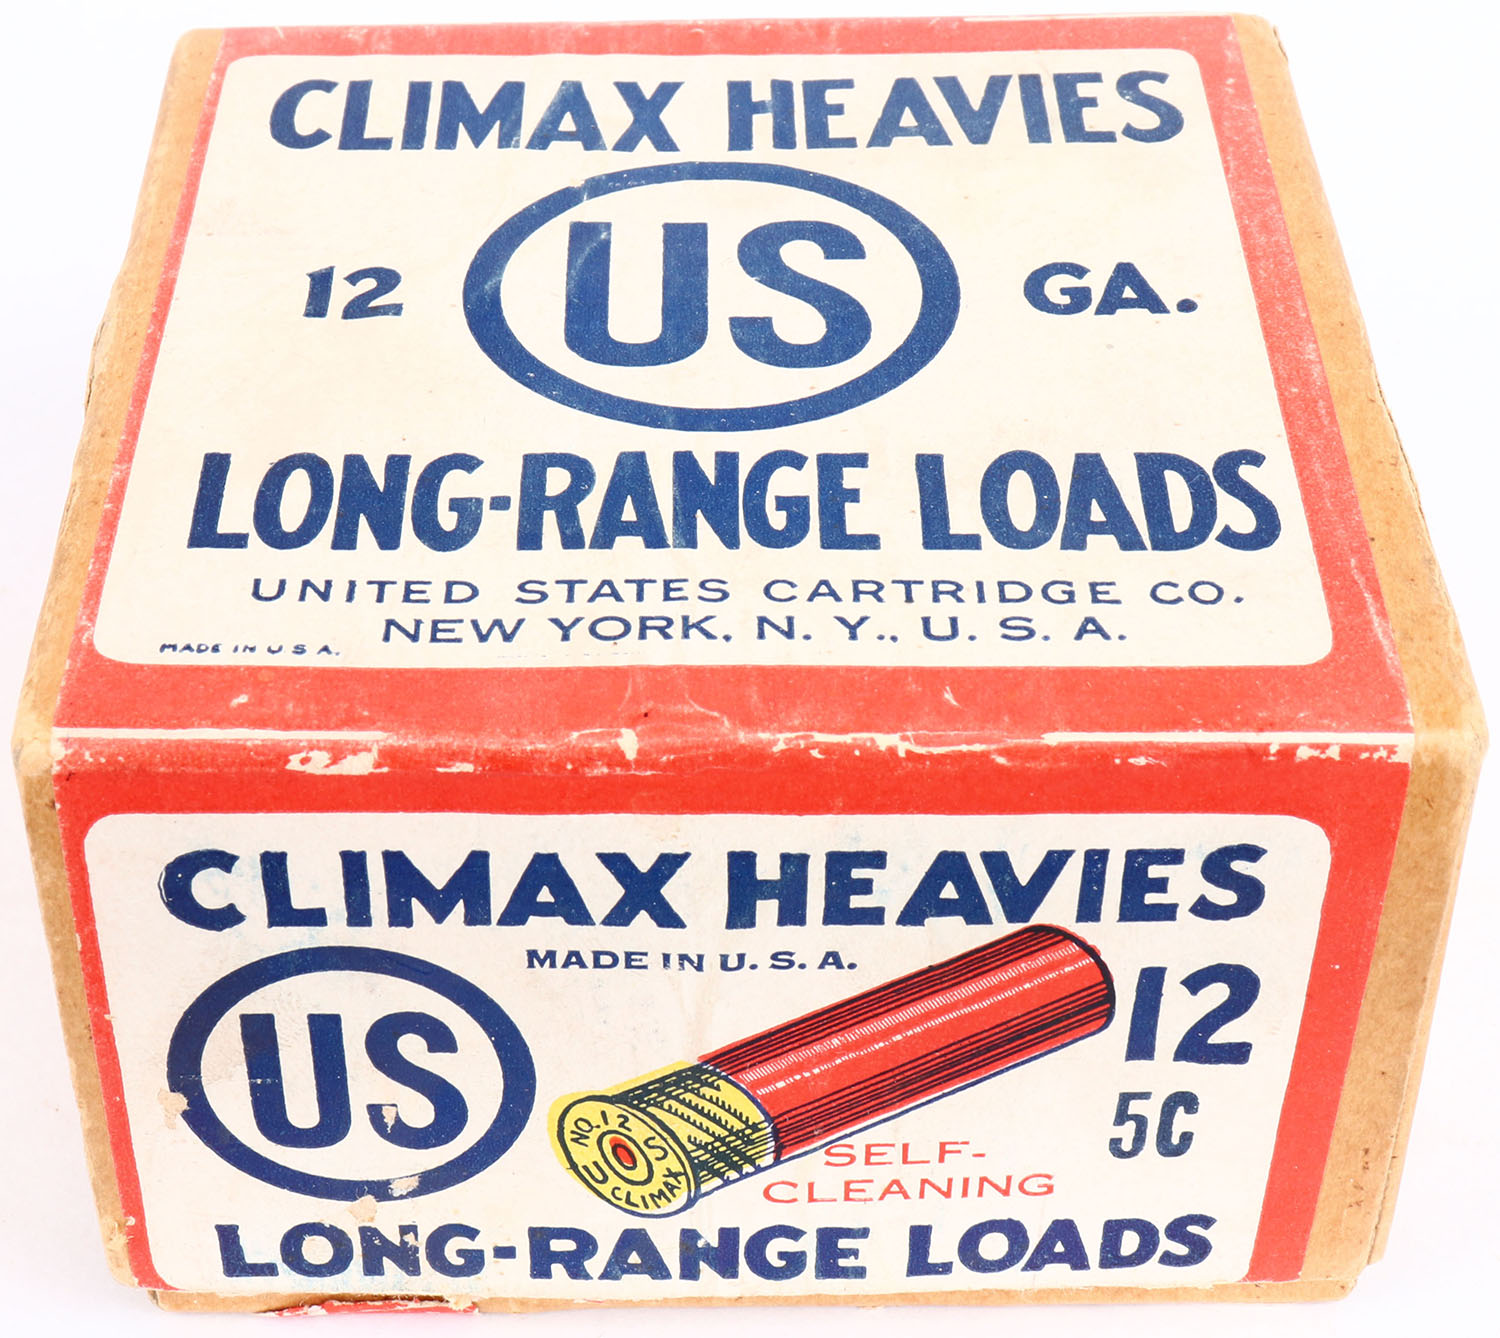 CLIMAX HEAVIES
12 US GA.
LONG-RANGE LOADS
UNITED STATES CARTRIDGE CO.
NEW YORK, N. Y., U. S. A.
MADE IN U S A.
CLIMAX HEAVIES
MADE IN U. S. A.
US
12
5C
NO. 12
U S
CLIMAX
SELF-
CLEANING
LONG-RANGE LOADS